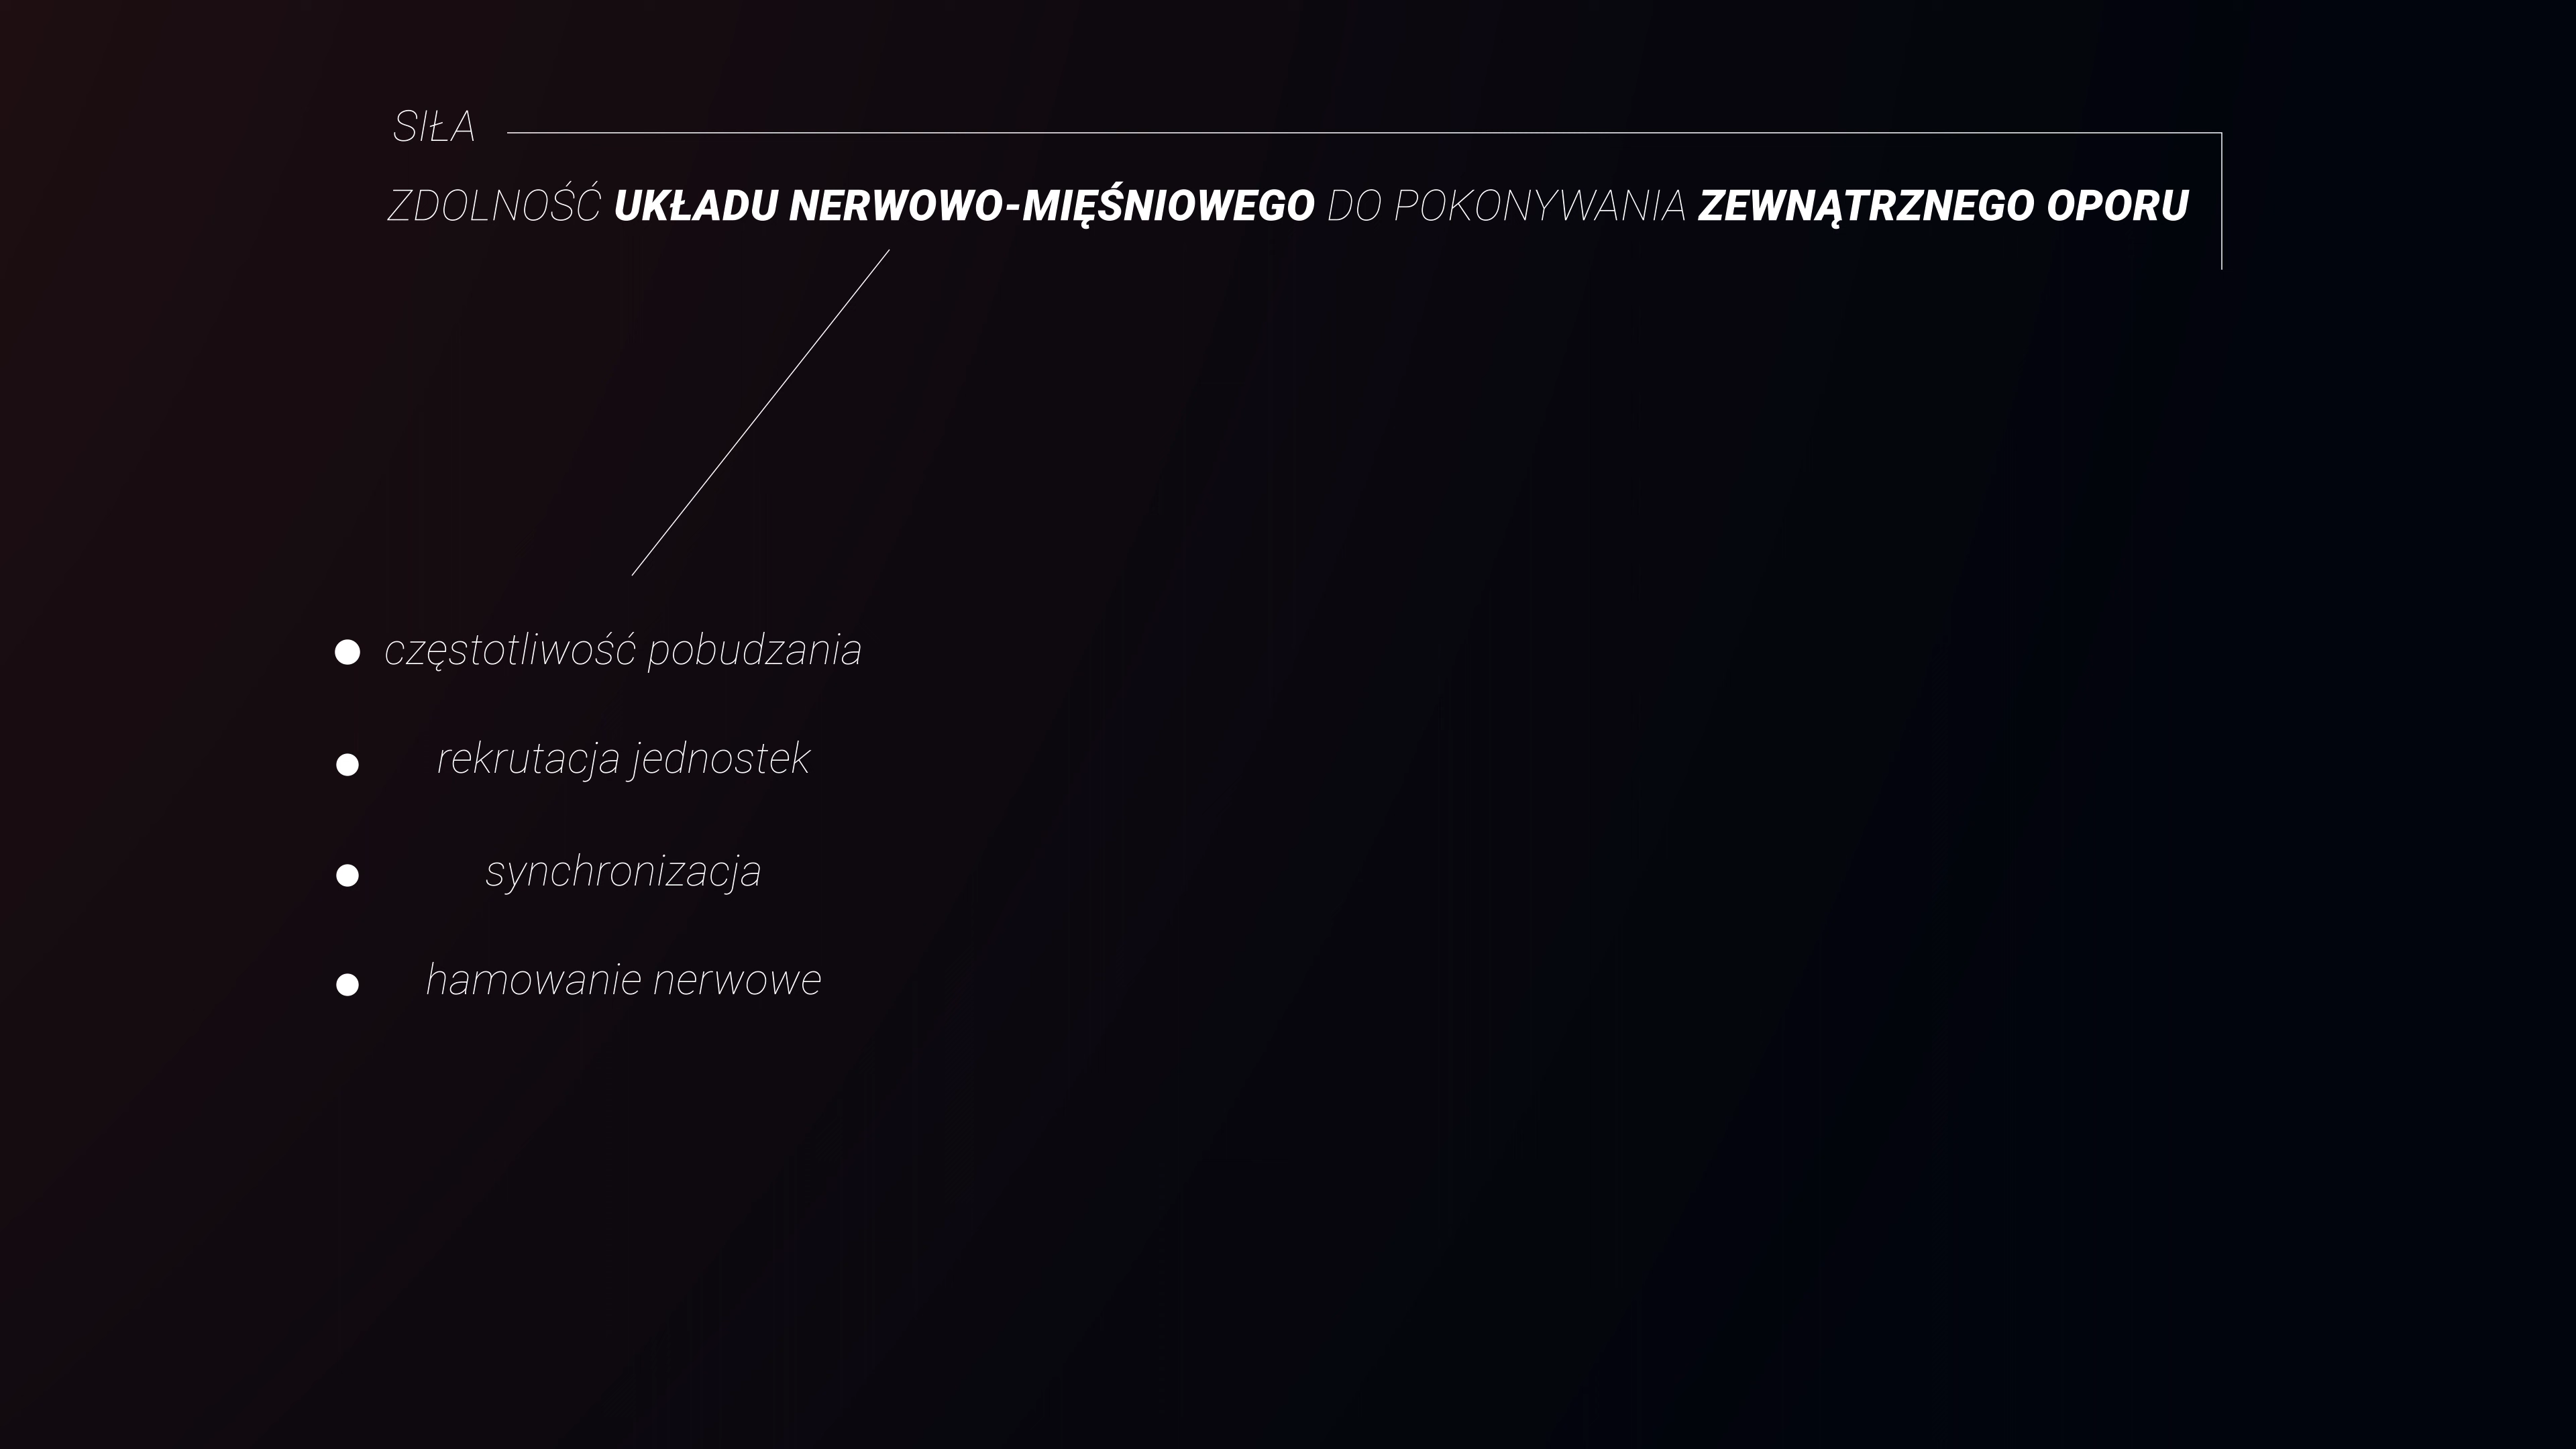 SIŁA
ZDOLNOŚĆ UKŁADU NERWOWO-MIĘŚNIOWEGO DO POKONYWANIA ZEWNĄTRZNEGO OPORU
częstotliwość pobudzania
rekrutacja jednostek
synchronizacja
hamowanie nerwowe